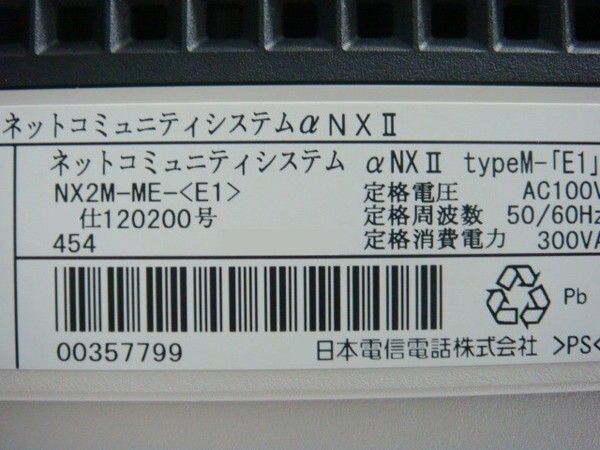 ネットコミュニティシステムαNXⅡ
ネットコミュニティシステム αNXⅡ typeM-「E1」
NX2M-ME-<E1> 定格電圧 AC100V
仕120200号 定格周波数 50/60Hz
454 定格消費電力 300VA
Pb
00357799 日本電信電話株式会社 >PS<